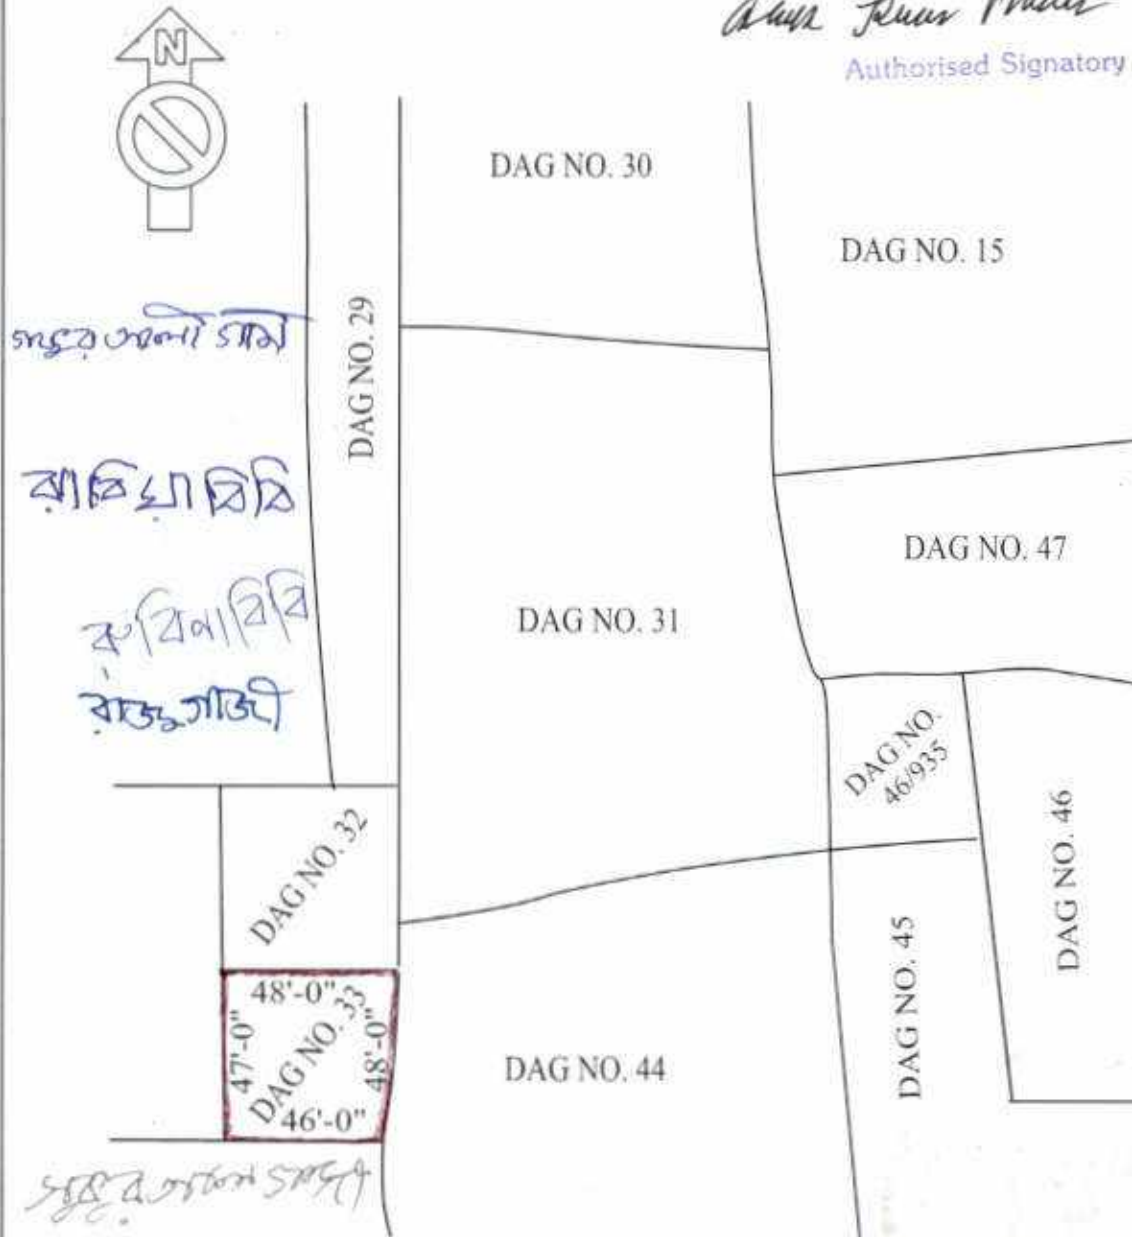 Authorised Signatory
N
DAG NO. 30
DAG NO. 15
DAG NO. 29
গফুর আলী গাজী
রাবিয়া বিবি
DAG NO. 47
DAG NO. 31
রুবিনা বিবি
রাজু গাজী
DAG NO. 46/935
DAG NO. 46
DAG NO. 32
DAG NO. 45
48'-0"
47'-0"
DAG NO. 33
48'-0"
46'-0"
DAG NO. 44